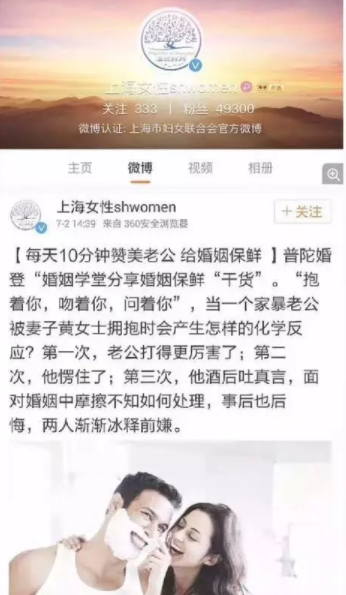 上海女性shwomen
关注 333 | 粉丝 49300
微博认证: 上海市妇女联合会官方微博
主页 微博 视频 相册
上海女性shwomen
7-2 14:39 来自 360安全浏览器
+关注
【每天10分钟赞美老公 给婚姻保鲜 】普陀婚
登“婚姻学堂分享婚姻保鲜“干货”。“抱
着你，吻着你，问着你”，当一个家暴老公
被妻子黄女士拥抱时会产生怎样的化学反
应？第一次，老公打得更厉害了；第二
次，他愣住了；第三次，他酒后吐真言，面
对婚姻中摩擦不知如何处理，事后也后
悔，两人渐渐冰释前嫌。